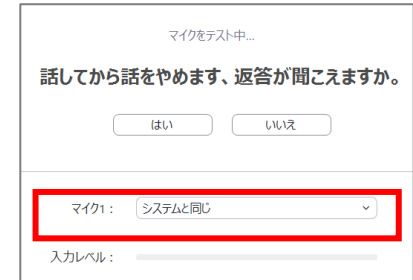 マイクをテスト中...
話してから話をやめます、返答が聞こえますか。
はい いいえ
マイク1： システムと同じ
入力レベル：